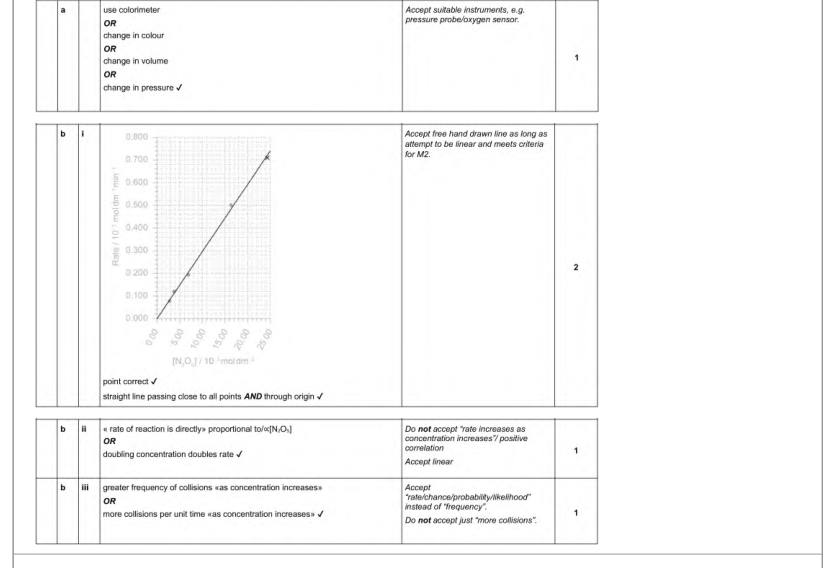 a
use colorimeter
OR
change in colour
OR
change in volume
OR
change in pressure ✓
Accept suitable instruments, e.g.
pressure probe/oxygen sensor.
1
b i
0.800
0.700
0.600
0.500
0.400
0.300
0.200
0.100
0.000
0.00 5.00 10.00 15.00 20.00 25.00
point correct ✓
straight line passing close to all points AND through origin ✓
Accept free hand drawn line as long as
attempt to be linear and meets criteria
for M2.
2
b ii
« rate of reaction is directly» proportional to/∝[N₂O₅]
OR
doubling concentration doubles rate ✓
Do not accept "rate increases as
concentration increases"/ positive
correlation
Accept linear
1
b iii
greater frequency of collisions «as concentration increases»
OR
more collisions per unit time «as concentration increases» ✓
Accept
"rate/chance/probability/likelihood"
instead of "frequency".
Do not accept just "more collisions".
1